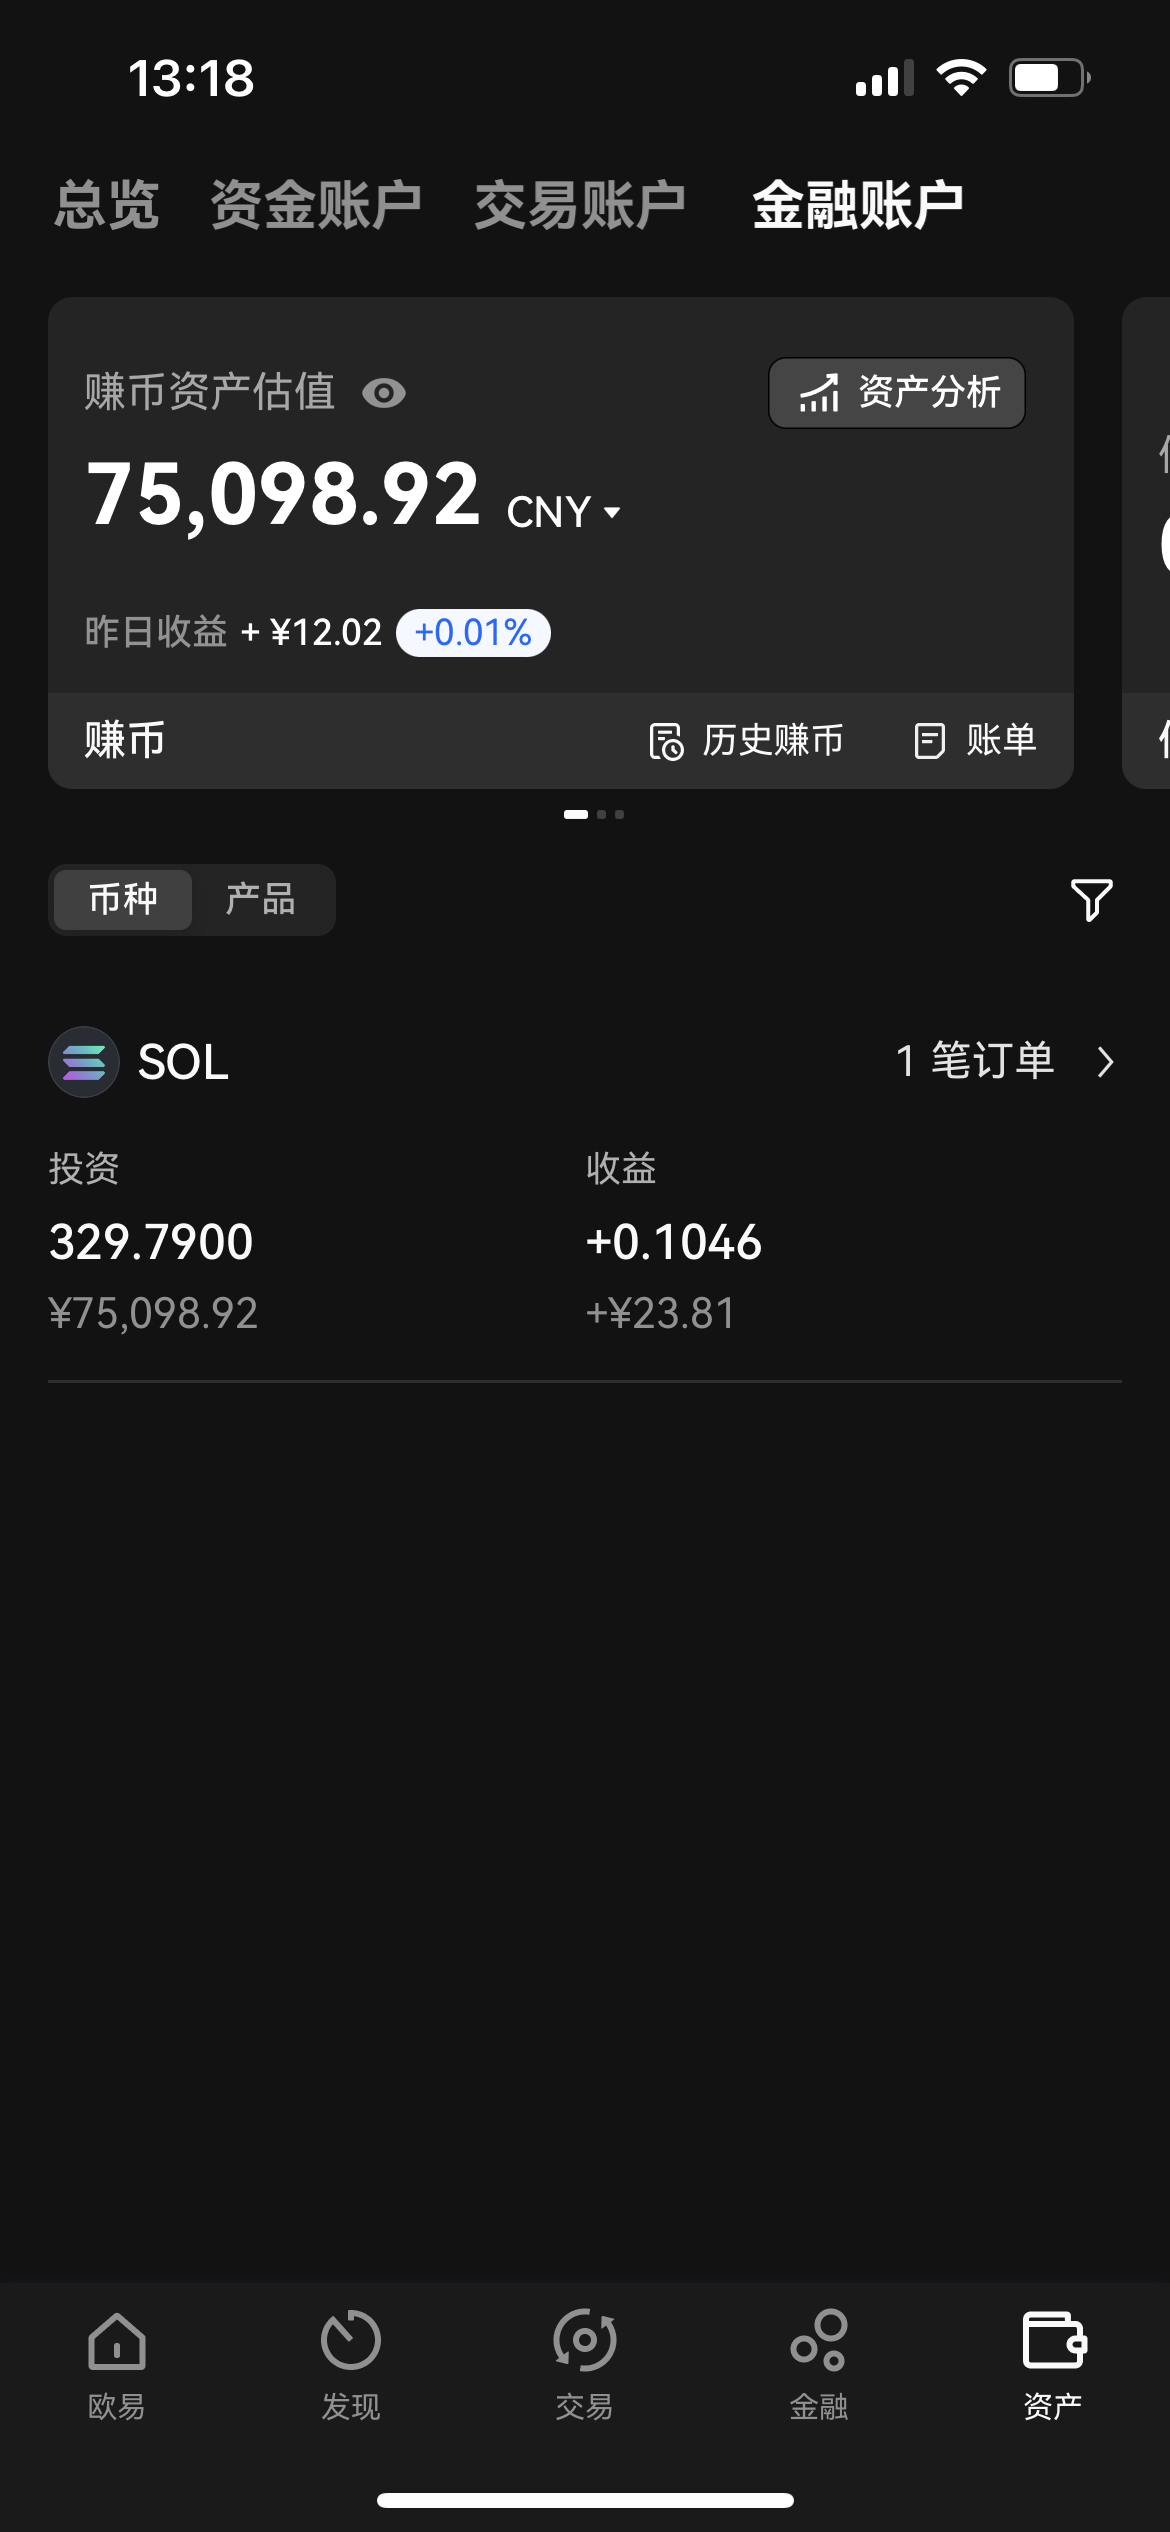 13:18
总览 资金账户 交易账户 金融账户
赚币资产估值 资产分析
75,098.92 CNY
昨日收益 + ¥12.02 +0.01%
赚币 历史赚币 账单
币种 产品
SOL 1 笔订单
投资 收益
329.7900 +0.1046
¥75,098.92 +¥23.81
欧易 发现 交易 金融 资产